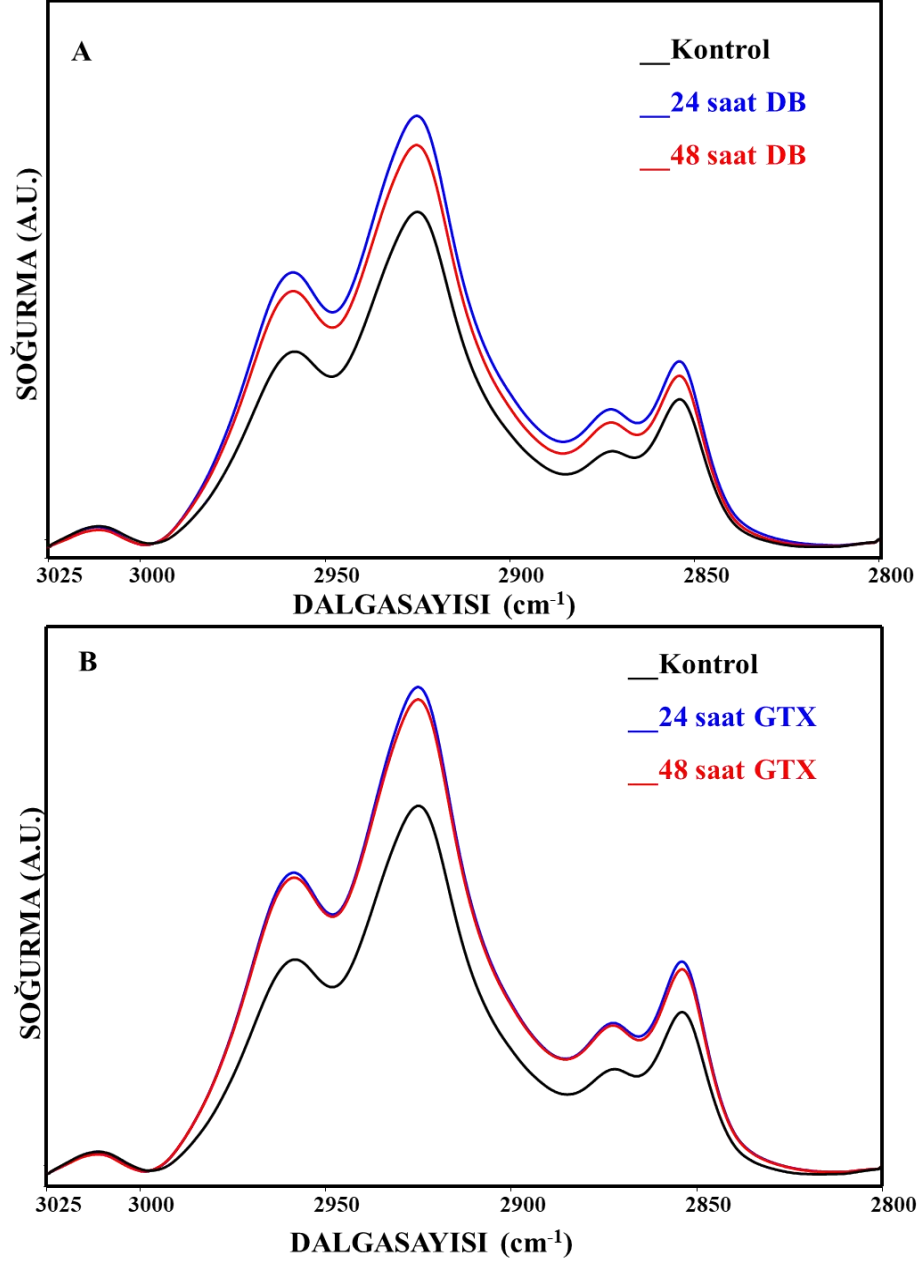 A
__Kontrol
__24 saat DB
__48 saat DB
SOĞURMA (A.U.)
3025 3000 2950 2900 2850 2800
DALGASAYISI (cm-1)
B
__Kontrol
__24 saat GTX
__48 saat GTX
SOĞURMA (A.U.)
3025 3000 2950 2900 2850 2800
DALGASAYISI (cm-1)